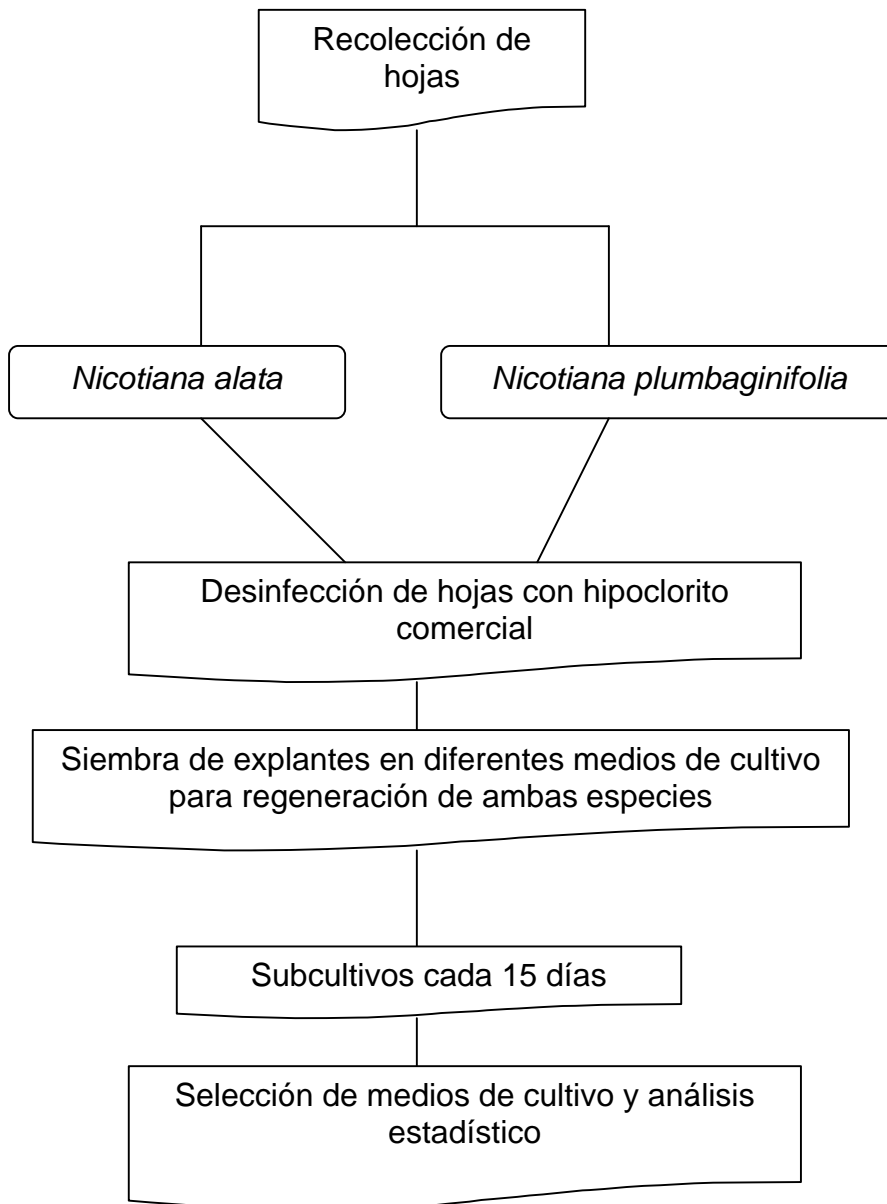 Recolección de
hojas
Nicotiana alata
Nicotiana plumbaginifolia
Desinfección de hojas con hipoclorito
comercial
Siembra de explantes en diferentes medios de cultivo
para regeneración de ambas especies
Subcultivos cada 15 días
Selección de medios de cultivo y análisis
estadístico